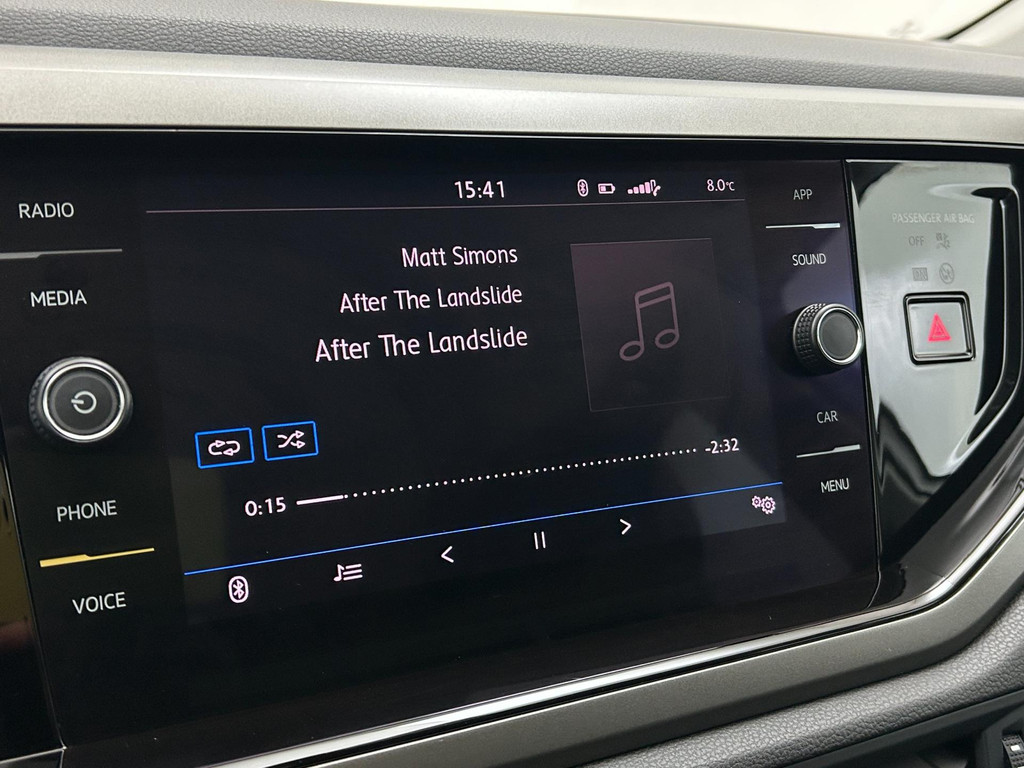 RADIO
MEDIA
PHONE
VOICE
15:41
8.0°C
Matt Simons
After The Landslide
After The Landslide
0:15
-2:32
APP
SOUND
CAR
MENU
PASSENGER AIR BAG
OFF